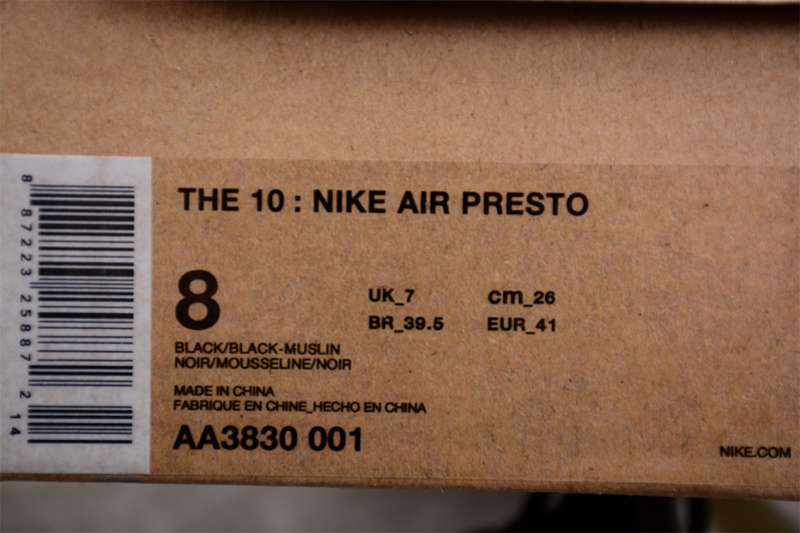 8 87223 25887 2 14
THE 10 : NIKE AIR PRESTO
8
UK_7 cm_26
BR_39.5 EUR_41
BLACK/BLACK-MUSLIN
NOIR/MOUSSELINE/NOIR
MADE IN CHINA
FABRIQUE EN CHINE_HECHO EN CHINA
AA3830 001
NIKE.COM